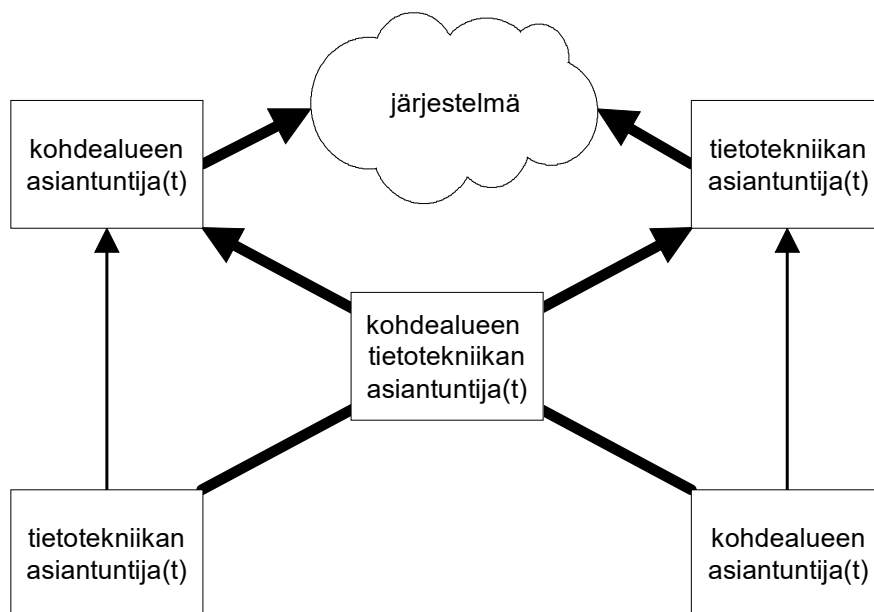 järjestelmä
kohdealueen
asiantuntija(t)
tietotekniikan
asiantuntija(t)
kohdealueen
tietotekniikan
asiantuntija(t)
tietotekniikan
asiantuntija(t)
kohdealueen
asiantuntija(t)